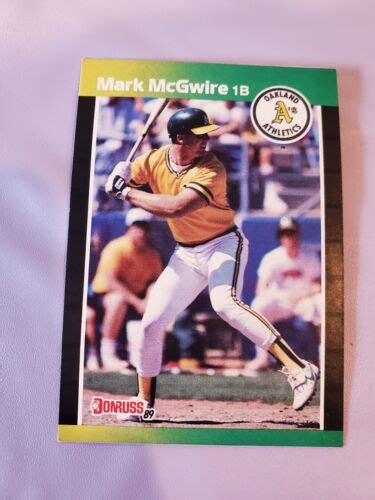 Mark McGwire 1B
OAKLAND
A's
ATHLETICS
DONRUSS
89